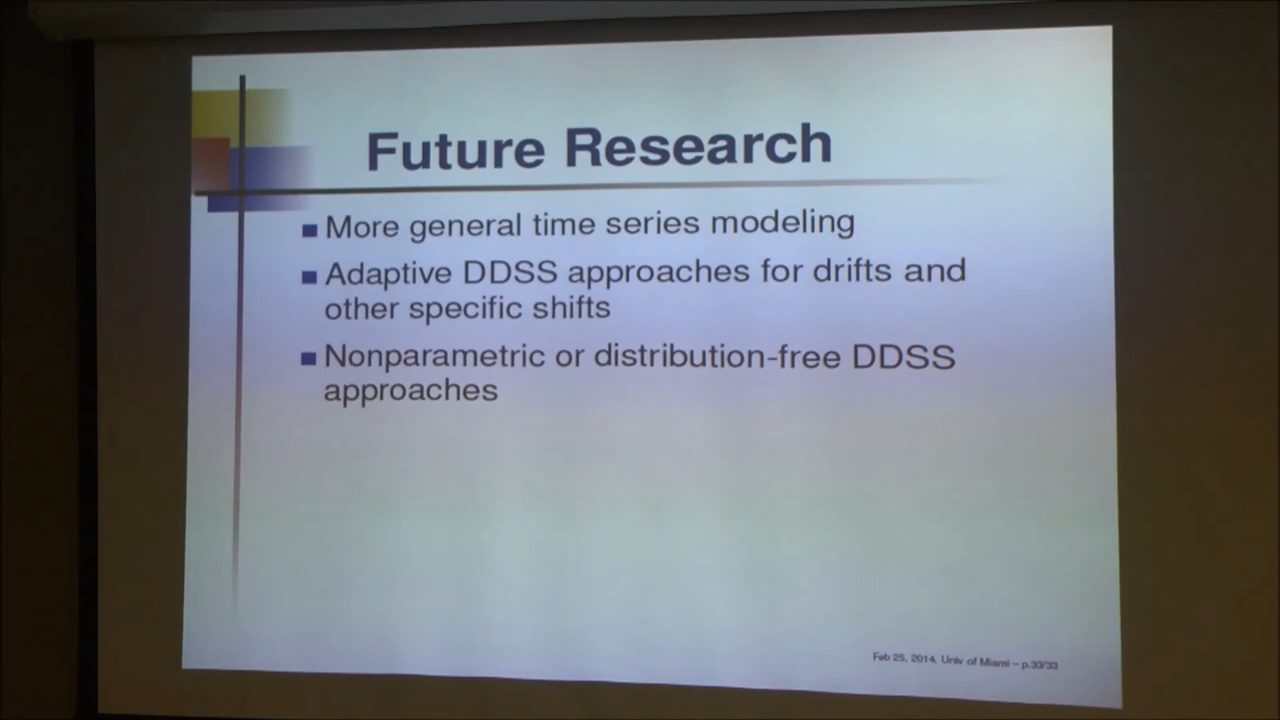 Future Research
More general time series modeling
Adaptive DDSS approaches for drifts and
other specific shifts
Nonparametric or distribution-free DDSS
approaches
Feb 25, 2014, Univ of Miami – p.33/33